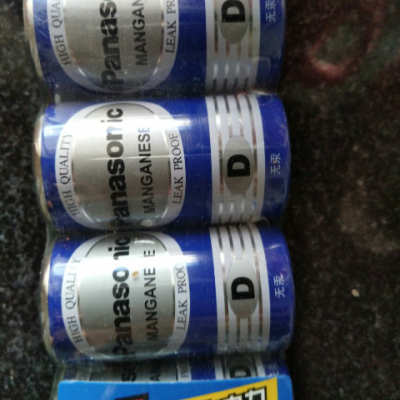 HIGH QUALITY
Panasonic
MANGANESE
LEAK PROOF
D
无汞
HIGH QUALITY
Panasonic
MANGANESE
LEAK PROOF
D
无汞
HIGH QUALITY
Panasonic
MANGANESE
LEAK PROOF
D
无汞